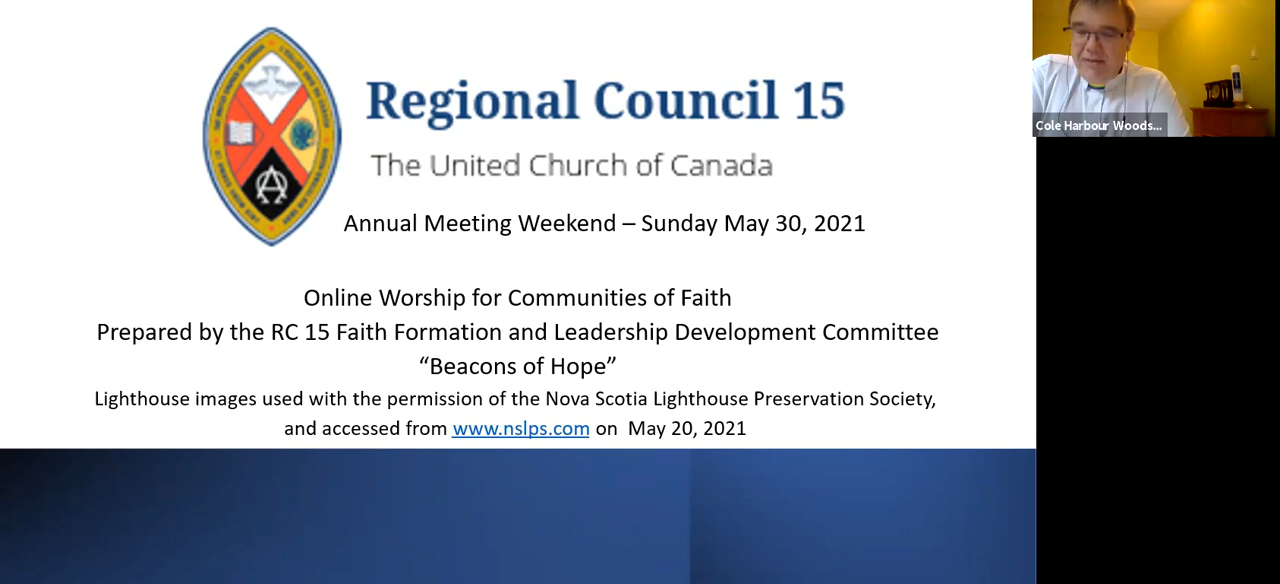 Regional Council 15
The United Church of Canada
Annual Meeting Weekend – Sunday May 30, 2021
Online Worship for Communities of Faith
Prepared by the RC 15 Faith Formation and Leadership Development Committee
“Beacons of Hope”
Lighthouse images used with the permission of the Nova Scotia Lighthouse Preservation Society,
and accessed from www.nslps.com on May 20, 2021
Cole Harbour Woods...